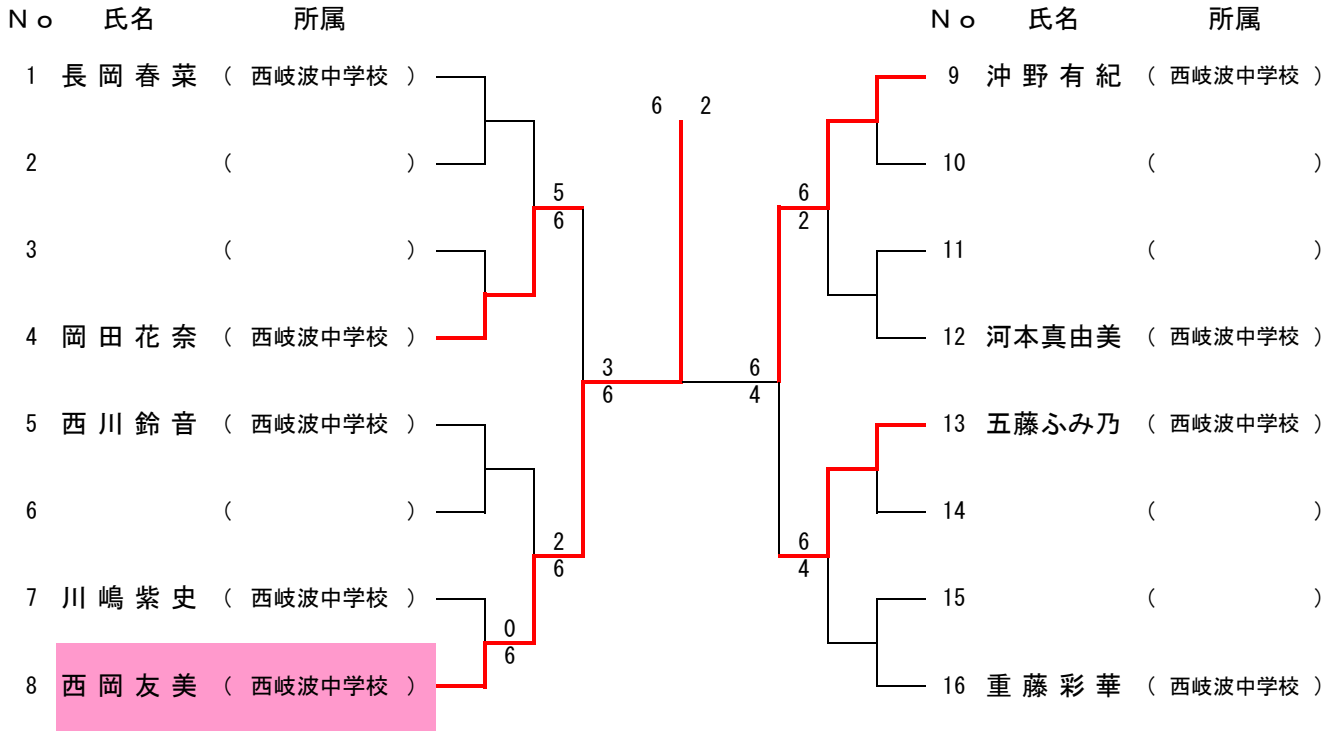 Ｎｏ 氏名 所属
1 長岡春菜 （ 西岐波中学校 ）
2 （ ）
3 （ ）
4 岡田花奈 （ 西岐波中学校 ）
5 西川鈴音 （ 西岐波中学校 ）
6 （ ）
7 川嶋紫史 （ 西岐波中学校 ）
8 西岡友美 （ 西岐波中学校 ）
5
6
2
6
0
6
3
6
6 2
6
4
6
2
6
4
Ｎｏ 氏名 所属
9 沖野有紀 （ 西岐波中学校 ）
10 （ ）
11 （ ）
12 河本真由美 （ 西岐波中学校 ）
13 五藤ふみ乃 （ 西岐波中学校 ）
14 （ ）
15 （ ）
16 重藤彩華 （ 西岐波中学校 ）